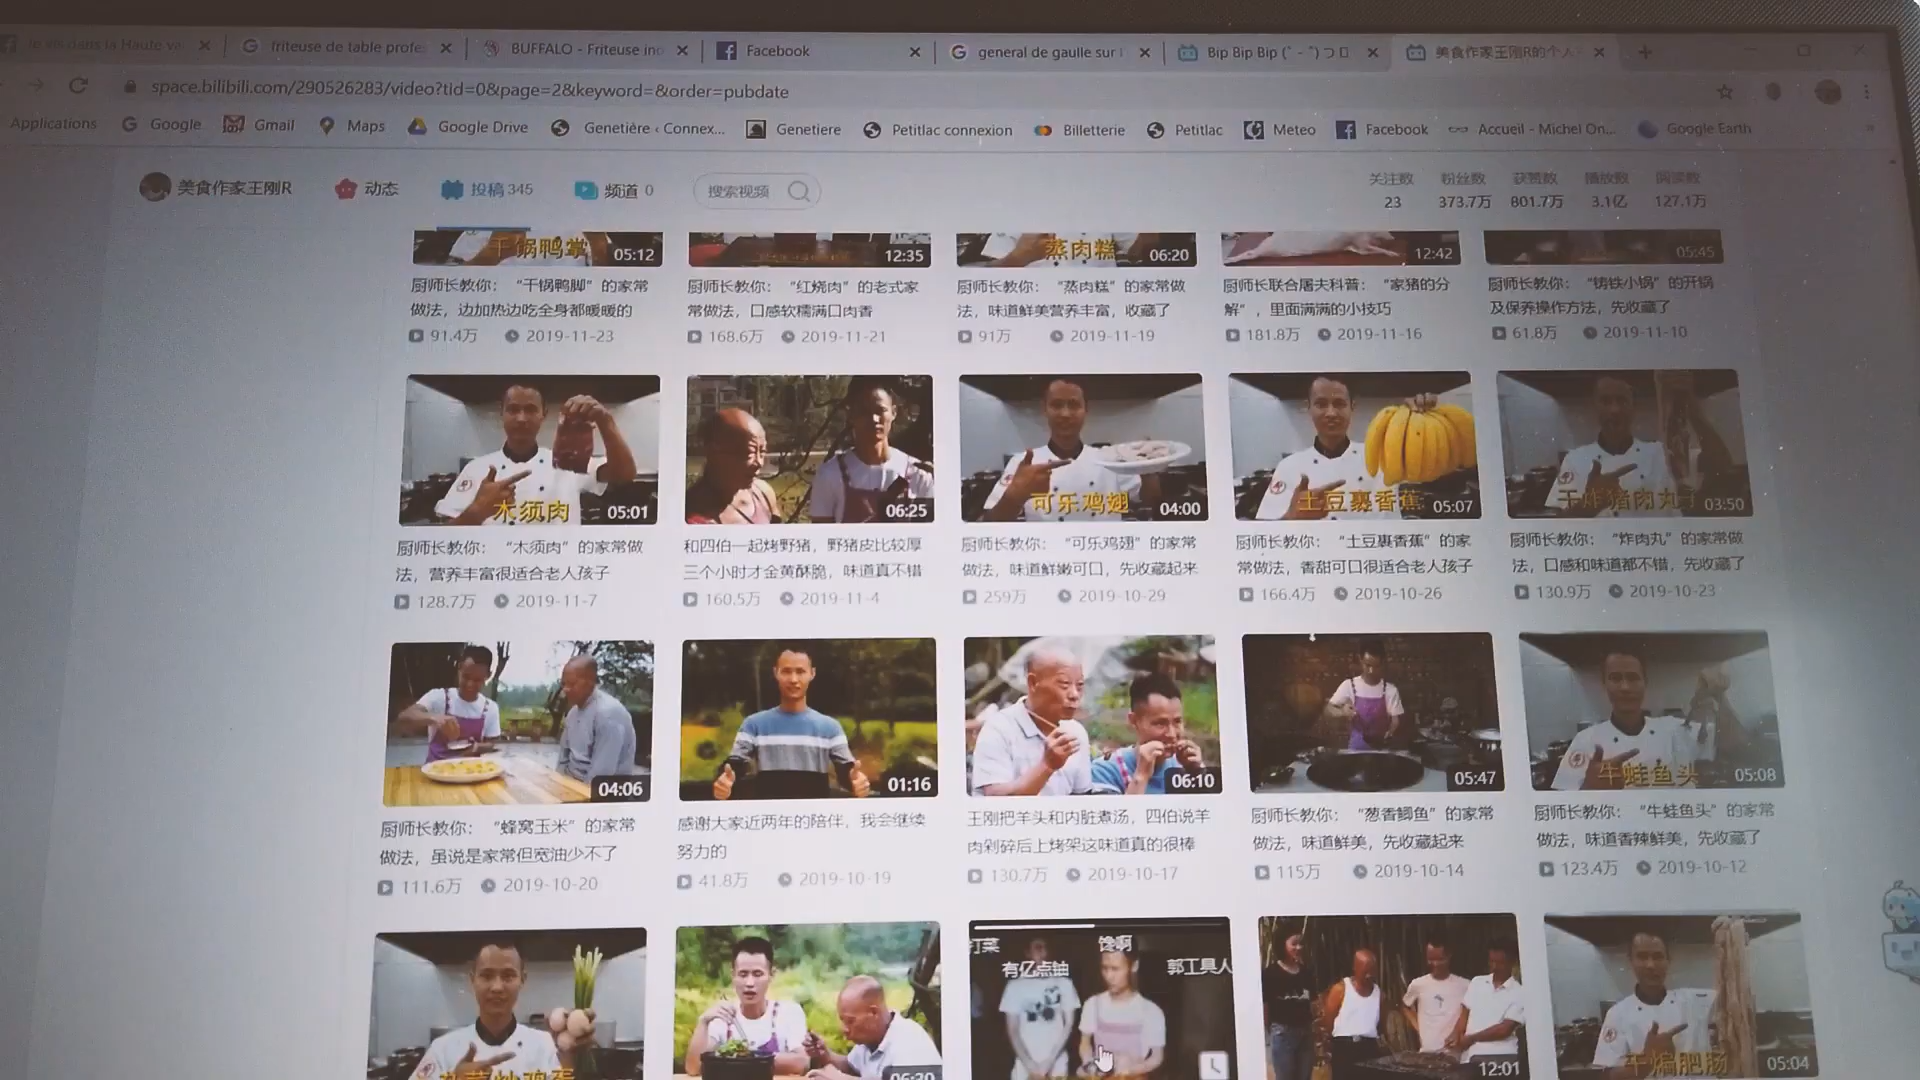 Je vis dans la Haute va
friteuse de table profe
BUFFALO - Friteuse ind
Facebook
general de gaulle sur
Bip Bip Bip (
美食作家王刚R的个人
space.bilibili.com/290526283/video?tid=0&page=2&keyword=&order=pubdate
Applications Google Gmail Maps Google Drive Genetière ‹ Connex... Genetiere Petitlac connexion Billetterie Petitlac Meteo Facebook Accueil - Michel On... Google Earth
美食作家王刚R 动态 投稿 345 频道 0 搜索视频
关注数 粉丝数 获赞数 播放数 阅读数
23 373.7万 801.7万 3.1亿 127.1万
干锅鸭掌 05:12 12:35 蒸肉糕 06:20 12:42 05:45
厨师长教你：“干锅鸭脚”的家常
做法，边加热边吃全身都暖暖的
91.4万 2019-11-23
厨师长教你：“红烧肉”的老式家
常做法，口感软糯满口肉香
168.6万 2019-11-21
厨师长教你：“蒸肉糕”的家常做
法，味道鲜美营养丰富，收藏了
91万 2019-11-19
厨师长联合屠夫科普：“家猪的分
解”，里面满满的小技巧
181.8万 2019-11-16
厨师长教你：“铸铁小锅”的开锅
及保养操作方法，先收藏了
61.8万 2019-11-10
木须肉 05:01
厨师长教你：“木须肉”的家常做
法，营养丰富很适合老人孩子
128.7万 2019-11-7
06:25
和四伯一起烤野猪，野猪皮比较厚
三个小时才金黄酥脆，味道真不错
160.5万 2019-11-4
可乐鸡翅 04:00
厨师长教你：“可乐鸡翅”的家常
做法，味道鲜嫩可口，先收藏起来
259万 2019-10-29
土豆裹香蕉 05:07
厨师长教你：“土豆裹香蕉”的家
常做法，香甜可口很适合老人孩子
166.4万 2019-10-26
干炸猪肉丸子 03:50
厨师长教你：“炸肉丸”的家常做
法，口感和味道都不错，先收藏了
130.9万 2019-10-23
04:06
厨师长教你：“蜂窝玉米”的家常
做法，虽说是家常但宽油少不了
111.6万 2019-10-20
01:16
感谢大家近两年的陪伴，我会继续
努力的
41.8万 2019-10-19
06:10
王刚把羊头和内脏煮汤，四伯说羊
肉剁碎后上烤架这味道真的很棒
130.7万 2019-10-17
05:47
厨师长教你：“葱香鲫鱼”的家常
做法，味道鲜美，先收藏起来
115万 2019-10-14
牛蛙鱼头 05:08
厨师长教你：“牛蛙鱼头”的家常
做法，味道香辣鲜美，先收藏了
123.4万 2019-10-12
06:30
打菜 馋啊
有亿点铀 郭工具人
12:01
干煸肥肠 05:04